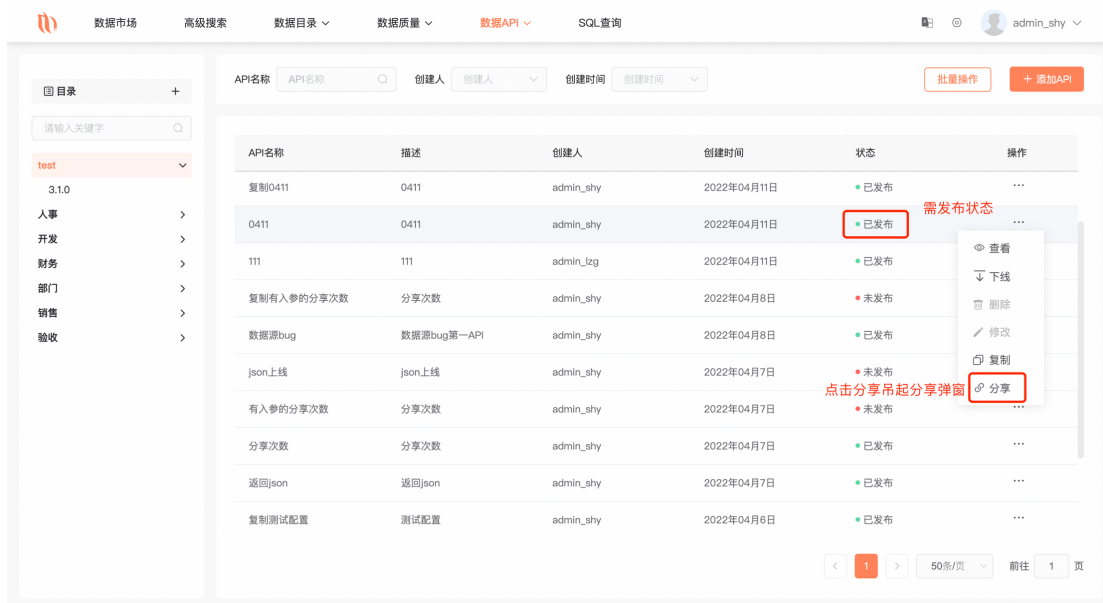 数据市场 高级搜索 数据目录 数据质量 数据API SQL查询 admin_shy
目录 +
请输入关键字
test
3.1.0
人事
开发
财务
部门
销售
验收
API名称 API名称 创建人 创建人 创建时间 创建时间 批量操作 + 添加API
API名称 描述 创建人 创建时间 状态 操作
复制0411 0411 admin_shy 2022年04月11日 已发布 ...
需发布状态
0411 0411 admin_shy 2022年04月11日 已发布 ...
111 111 admin_lzg 2022年04月11日 已发布
复制有入参的分享次数 分享次数 admin_shy 2022年04月8日 未发布
数据源bug 数据源bug第一API admin_shy 2022年04月8日 已发布
json上线 json上线 admin_shy 2022年04月7日 未发布
有入参的分享次数 分享次数 admin_shy 2022年04月7日 未发布 ...
分享次数 分享次数 admin_shy 2022年04月7日 已发布 ...
返回json 返回json admin_shy 2022年04月7日 已发布 ...
复制测试配置 测试配置 admin_shy 2022年04月6日 已发布 ...
查看
下线
删除
修改
复制
点击分享吊起分享弹窗 分享
< 1 > 50条/页 前往 1 页